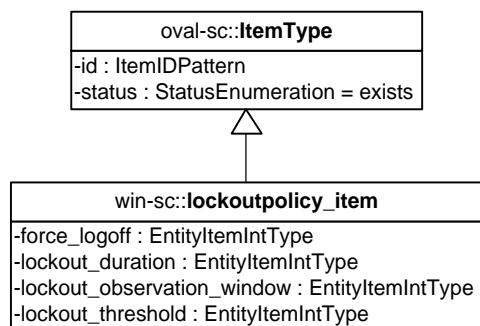 oval-sc::ItemType
-id : ItemIDPattern
-status : StatusEnumeration = exists
win-sc::lockoutpolicy_item
-force_logoff : EntityItemIntType
-lockout_duration : EntityItemIntType
-lockout_observation_window : EntityItemIntType
-lockout_threshold : EntityItemIntType